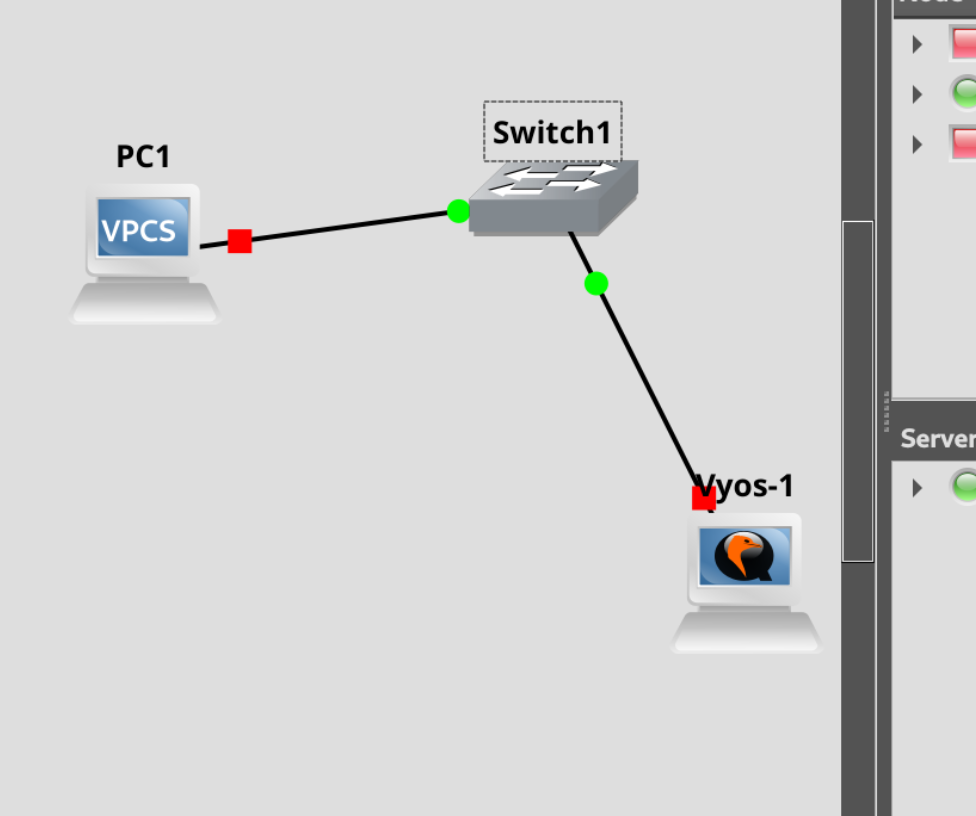 Switch1
PC1
VPCS
Vyos-1
Server